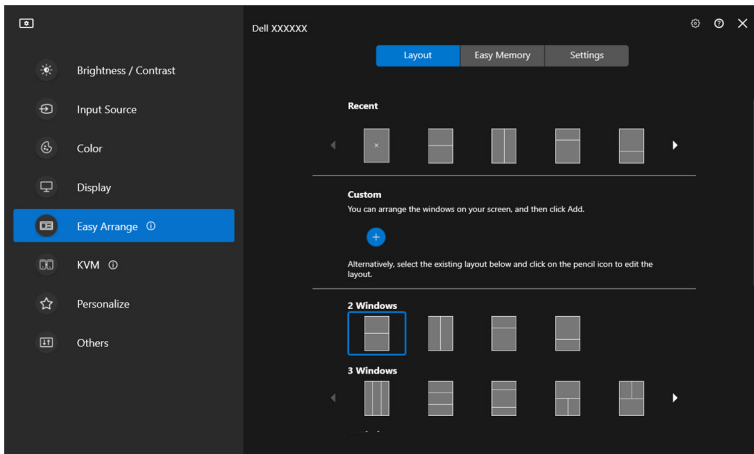 Dell XXXXXX
Brightness / Contrast
Input Source
Color
Display
Easy Arrange
KVM
Personalize
Others
Layout
Easy Memory
Settings
Recent
Custom
You can arrange the windows on your screen, and then click Add.
Alternatively, select the existing layout below and click on the pencil icon to edit the
layout.
2 Windows
3 Windows